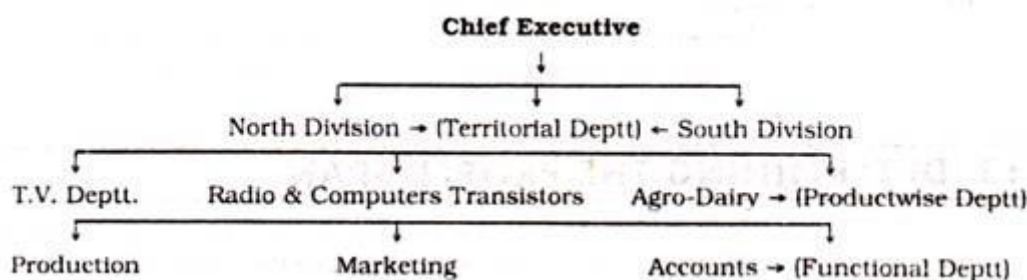 Chief Executive
North Division → (Territorial Deptt) ← South Division
T.V. Deptt. Radio & Computers Transistors Agro-Dairy → (Productwise Deptt)
Production Marketing Accounts → (Functional Deptt)